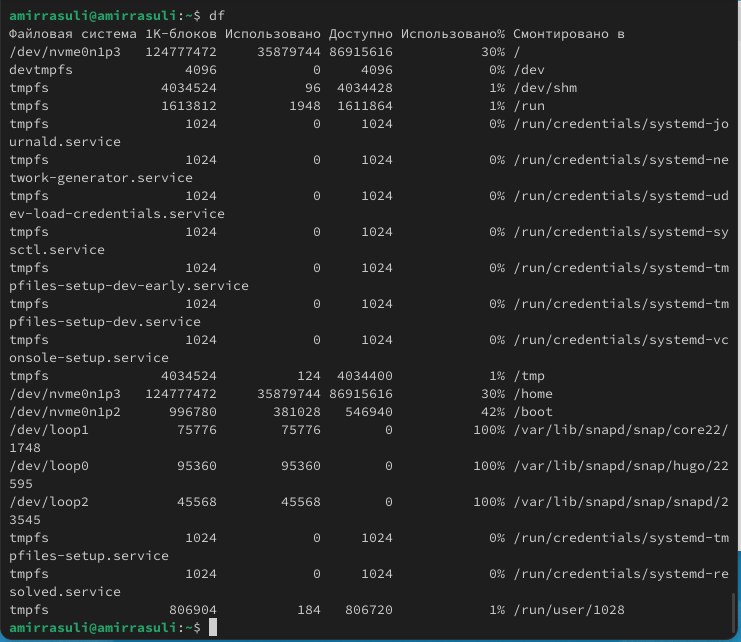 amirrasuli@amirrasuli:~$ df
Файловая система 1K-блоков Использовано Доступно Использовано% Смонтировано в
/dev/nvme0n1p3   124777472     35879744 86915616           30% /
devtmpfs              4096            0     4096            0% /dev
tmpfs              4034524           96  4034428            1% /dev/shm
tmpfs              1613812         1948  1611864            1% /run
tmpfs                 1024            0     1024            0% /run/credentials/systemd-jo
urnald.service
tmpfs                 1024            0     1024            0% /run/credentials/systemd-ne
twork-generator.service
tmpfs                 1024            0     1024            0% /run/credentials/systemd-ud
ev-load-credentials.service
tmpfs                 1024            0     1024            0% /run/credentials/systemd-sy
sctl.service
tmpfs                 1024            0     1024            0% /run/credentials/systemd-tm
pfiles-setup-dev-early.service
tmpfs                 1024            0     1024            0% /run/credentials/systemd-tm
pfiles-setup-dev.service
tmpfs                 1024            0     1024            0% /run/credentials/systemd-vc
onsole-setup.service
tmpfs              4034524          124  4034400            1% /tmp
/dev/nvme0n1p3   124777472     35879744 86915616           30% /home
/dev/nvme0n1p2      996780       381028   546940           42% /boot
/dev/loop1           75776        75776        0          100% /var/lib/snapd/snap/core22/
1748
/dev/loop0           95360        95360        0          100% /var/lib/snapd/snap/hugo/22
595
/dev/loop2           45568        45568        0          100% /var/lib/snapd/snap/snapd/2
3545
tmpfs                 1024            0     1024            0% /run/credentials/systemd-tm
pfiles-setup.service
tmpfs                 1024            0     1024            0% /run/credentials/systemd-re
solved.service
tmpfs               806904          184   806720            1% /run/user/1028
amirrasuli@amirrasuli:~$